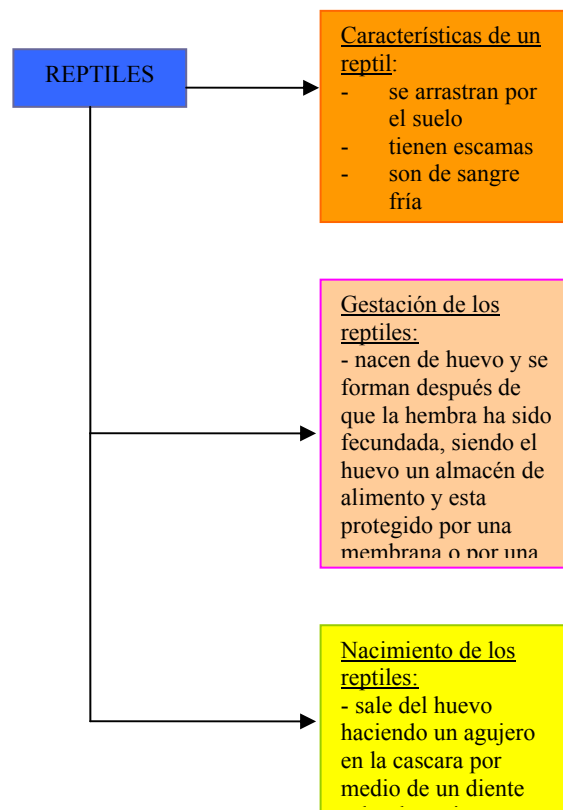 REPTILES
Características de un
reptil:
- se arrastran por
el suelo
- tienen escamas
- son de sangre
fría
Gestación de los
reptiles:
- nacen de huevo y se
forman después de
que la hembra ha sido
fecundada, siendo el
huevo un almacén de
alimento y esta
protegido por una
membrana o por una
Nacimiento de los
reptiles:
- sale del huevo
haciendo un agujero
en la cascara por
medio de un diente